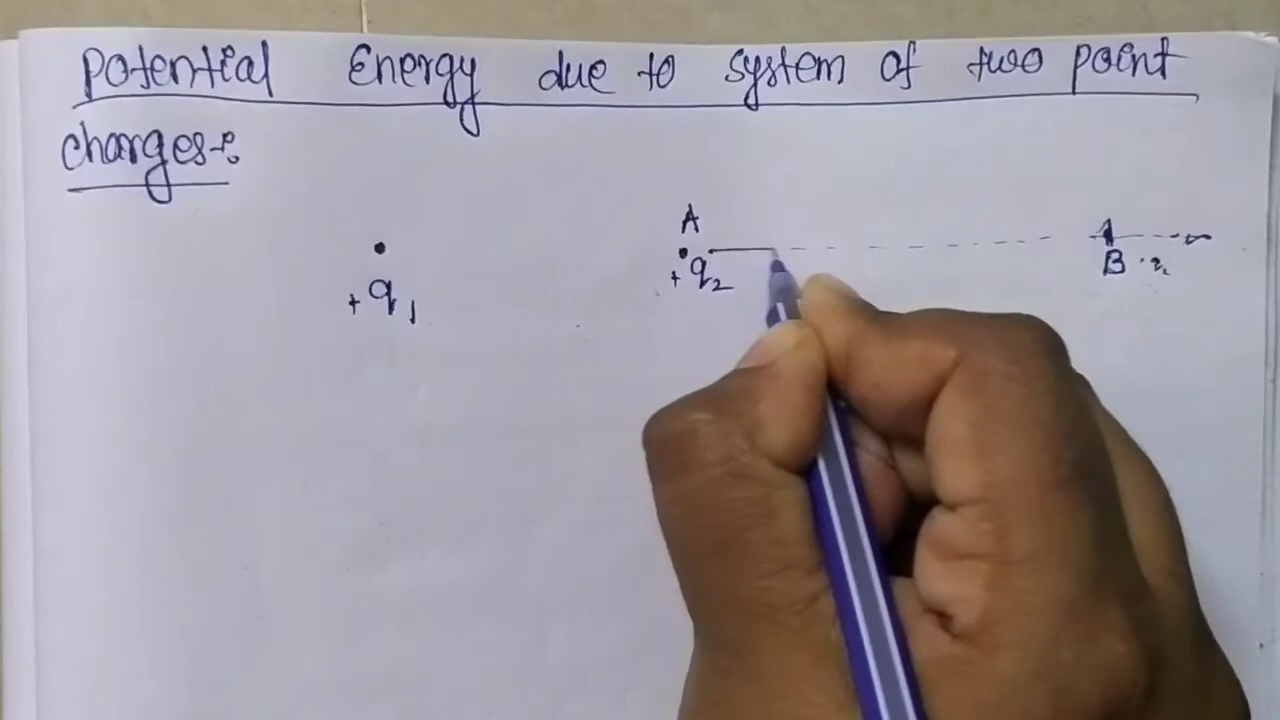 Potential Energy due to system of two point
charges:
A
+q₁
+q₂
B